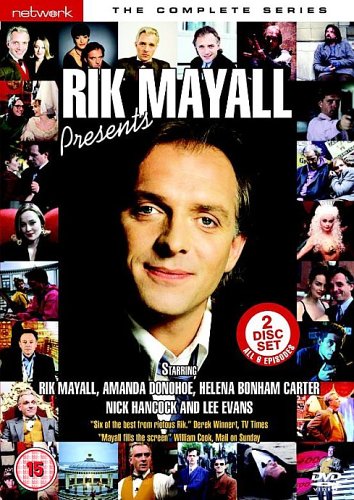 network
THE COMPLETE SERIES
RIK MAYALL
Presents
2
DISC
SET
ALL 6 EPISODES
STARRING
RIK MAYALL, AMANDA DONOHOE, HELENA BONHAM CARTER
NICK HANCOCK AND LEE EVANS
"Six of the best from riotous Rik." Derek Winnert, TV Times
"Mayall fills the screen" William Cook, Mail on Sunday
15
DVD
VIDEO